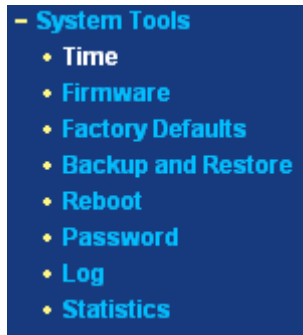 – System Tools
• Time
• Firmware
• Factory Defaults
• Backup and Restore
• Reboot
• Password
• Log
• Statistics